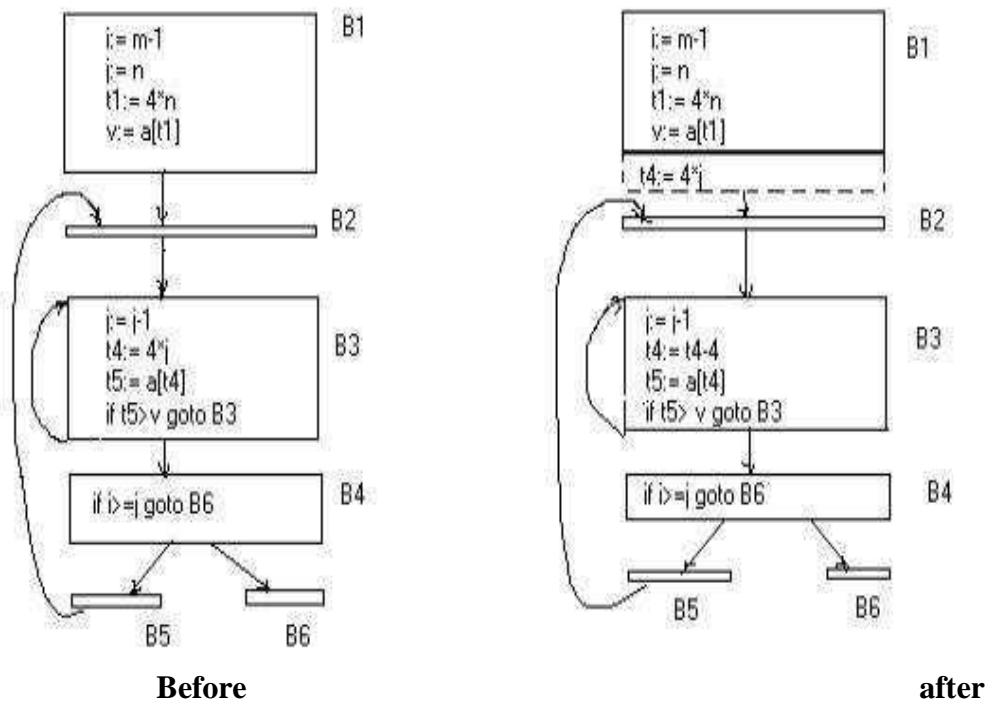 B1
i:= m-1
j:= n
t1:= 4*n
v:= a[t1]
B2
j:= j-1
t4:= 4*j
t5:= a[t4]
if t5>v goto B3
B3
if i>=j goto B6
B4
B5
B6
Before
B1
i:= m-1
j:= n
t1:= 4*n
v:= a[t1]
t4:= 4*j
B2
j:= j-1
t4:= t4-4
t5:= a[t4]
if t5> v goto B3
B3
if i>=j goto B6
B4
B5
B6
after